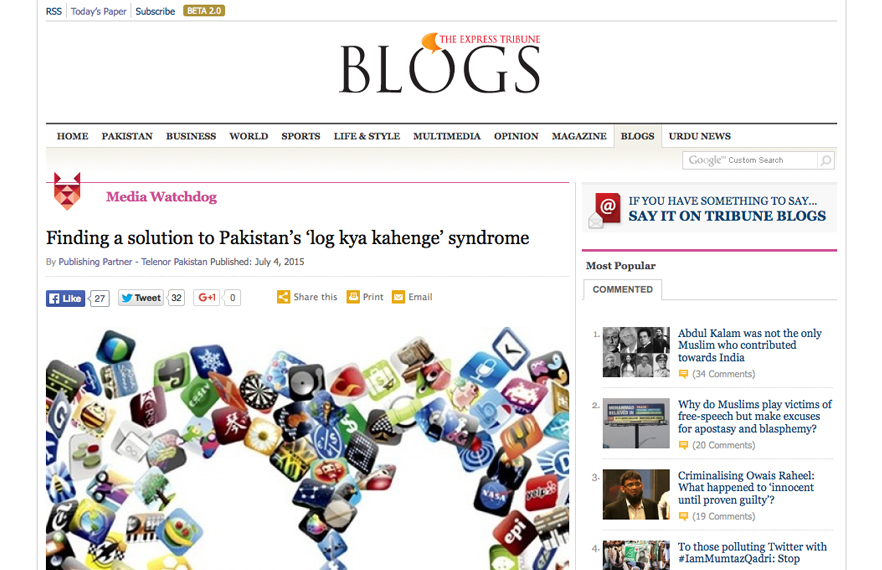 RSS Today's Paper Subscribe BETA 2.0
THE EXPRESS TRIBUNE
BLOGS
HOME PAKISTAN BUSINESS WORLD SPORTS LIFE & STYLE MULTIMEDIA OPINION MAGAZINE BLOGS URDU NEWS
Google™ Custom Search
Media Watchdog
Finding a solution to Pakistan's 'log kya kahenge' syndrome
By Publishing Partner - Telenor Pakistan Published: July 4, 2015
Like 27 Tweet 32 G+1 0 Share this Print Email
NASA
yelp
epi
IF YOU HAVE SOMETHING TO SAY...
SAY IT ON TRIBUNE BLOGS
Most Popular
COMMENTED
1. Abdul Kalam was not the only
Muslim who contributed
towards India
(34 Comments)
2. Why do Muslims play victims of
free-speech but make excuses
for apostasy and blasphemy?
(20 Comments)
3. Criminalising Owais Raheel:
What happened to 'innocent
until proven guilty'?
(19 Comments)
4. To those polluting Twitter with
#IamMumtazQadri: Stop